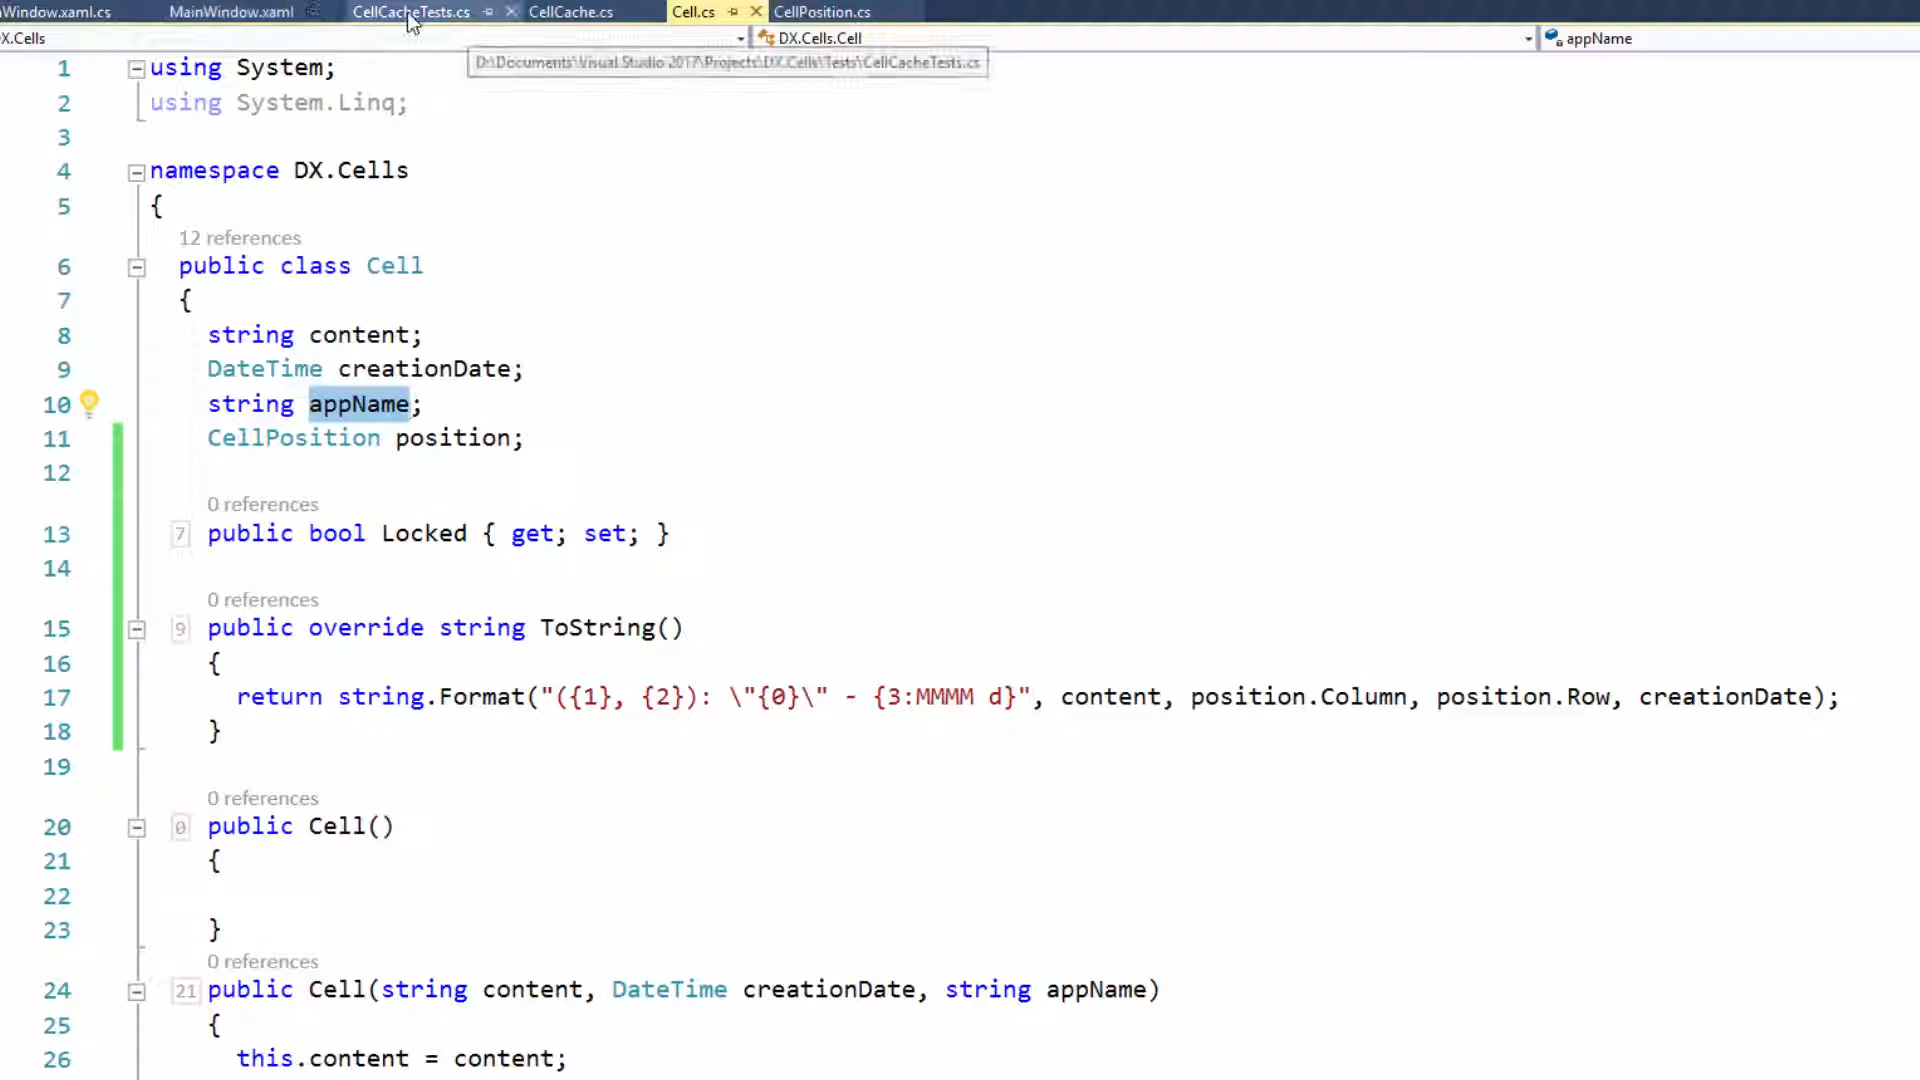 nWindow.xaml.cs MainWindow.xaml CellCacheTests.cs CellCache.cs Cell.cs CellPosition.cs
X.Cells DX.Cells.Cell appName
D:\Documents\Visual Studio 2017\Projects\DX.Cells\Tests\CellCacheTests.cs
1 using System;
2 using System.Linq;
3
4 namespace DX.Cells
5 {
12 references
6 public class Cell
7 {
8 string content;
9 DateTime creationDate;
10 string appName;
11 CellPosition position;
12
0 references
13 7 public bool Locked { get; set; }
14
0 references
15 9 public override string ToString()
16 {
17 return string.Format("({1}, {2}): \"{0}\" - {3:MMMM d}", content, position.Column, position.Row, creationDate);
18 }
19
0 references
20 0 public Cell()
21 {
22
23 }
0 references
24 21 public Cell(string content, DateTime creationDate, string appName)
25 {
26 this.content = content;